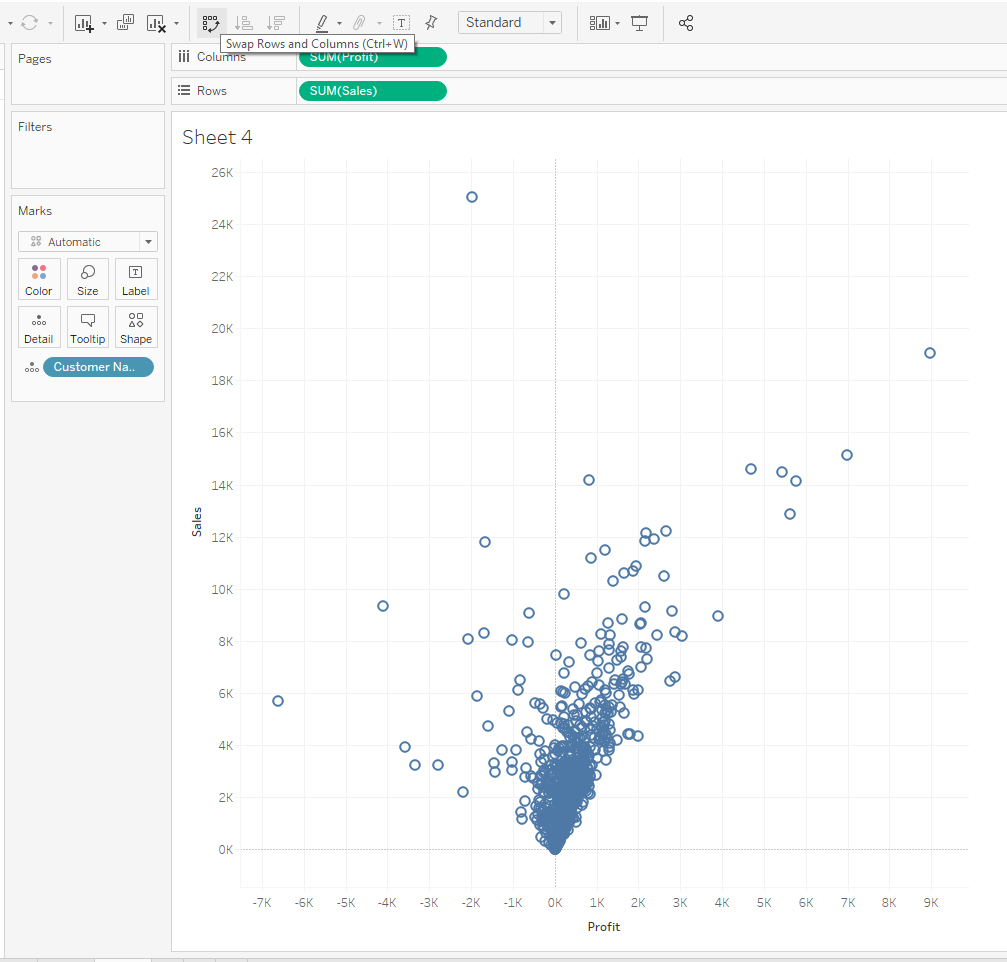 Standard
Swap Rows and Columns (Ctrl+W)
Pages
Columns
SUM(Profit)
Rows
SUM(Sales)
Filters
Sheet 4
Marks
Automatic
Color
Size
Label
Detail
Tooltip
Shape
Customer Na..
26K
24K
22K
20K
18K
16K
14K
12K
10K
8K
6K
4K
2K
0K
Sales
-7K -6K -5K -4K -3K -2K -1K 0K 1K 2K 3K 4K 5K 6K 7K 8K 9K
Profit